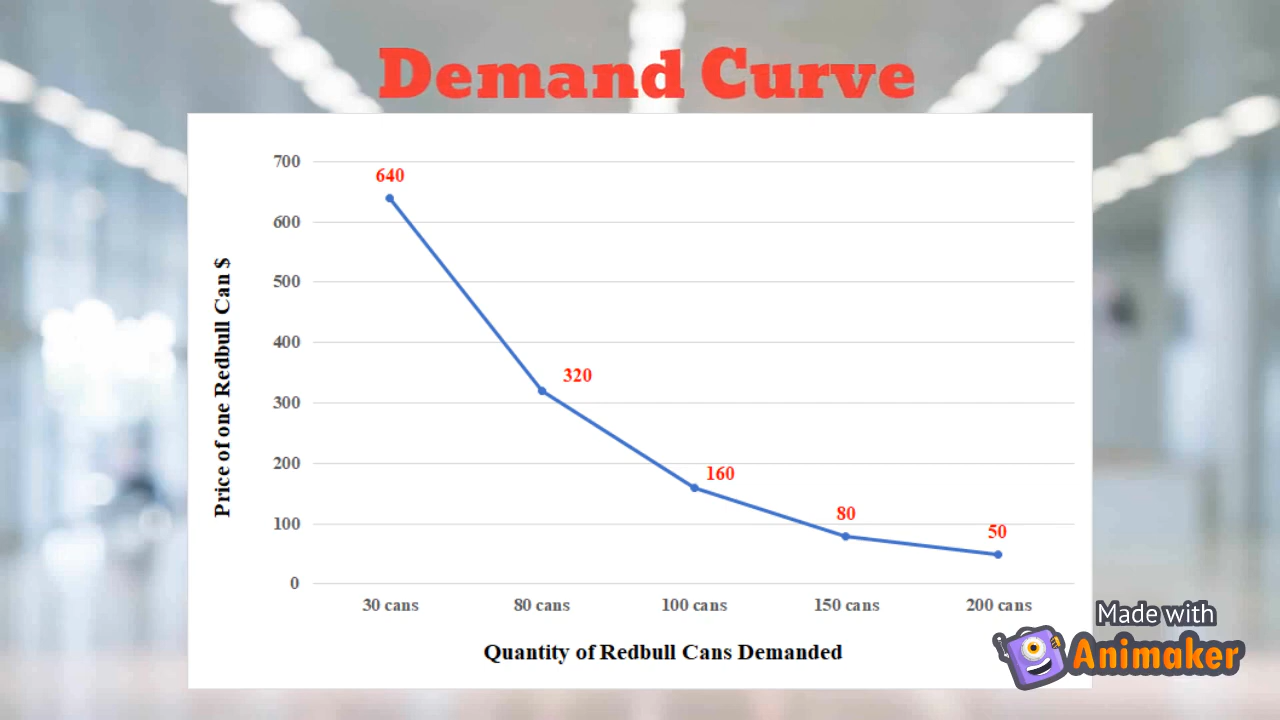 Demand Curve
700
640
600
500
400
320
300
200
160
100
80
50
0
30 cans
80 cans
100 cans
150 cans
200 cans
Price of one Redbull Can $
Quantity of Redbull Cans Demanded
Made with
Animaker